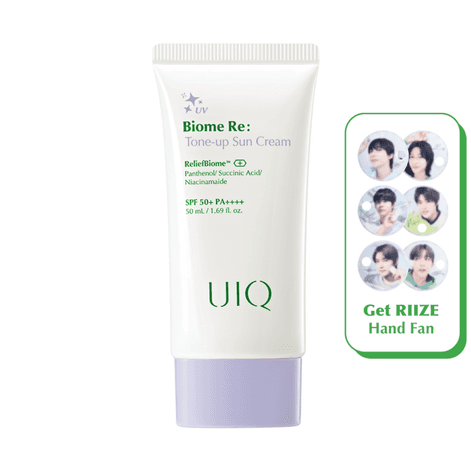 UV
Biome Re:
Tone-up Sun Cream
ReliefBiome™
Panthenol/ Succinic Acid/
Niacinamaide
SPF 50+ PA++++
50 mL / 1.69 fl. oz.
UIQ
Get RIIZE
Hand Fan